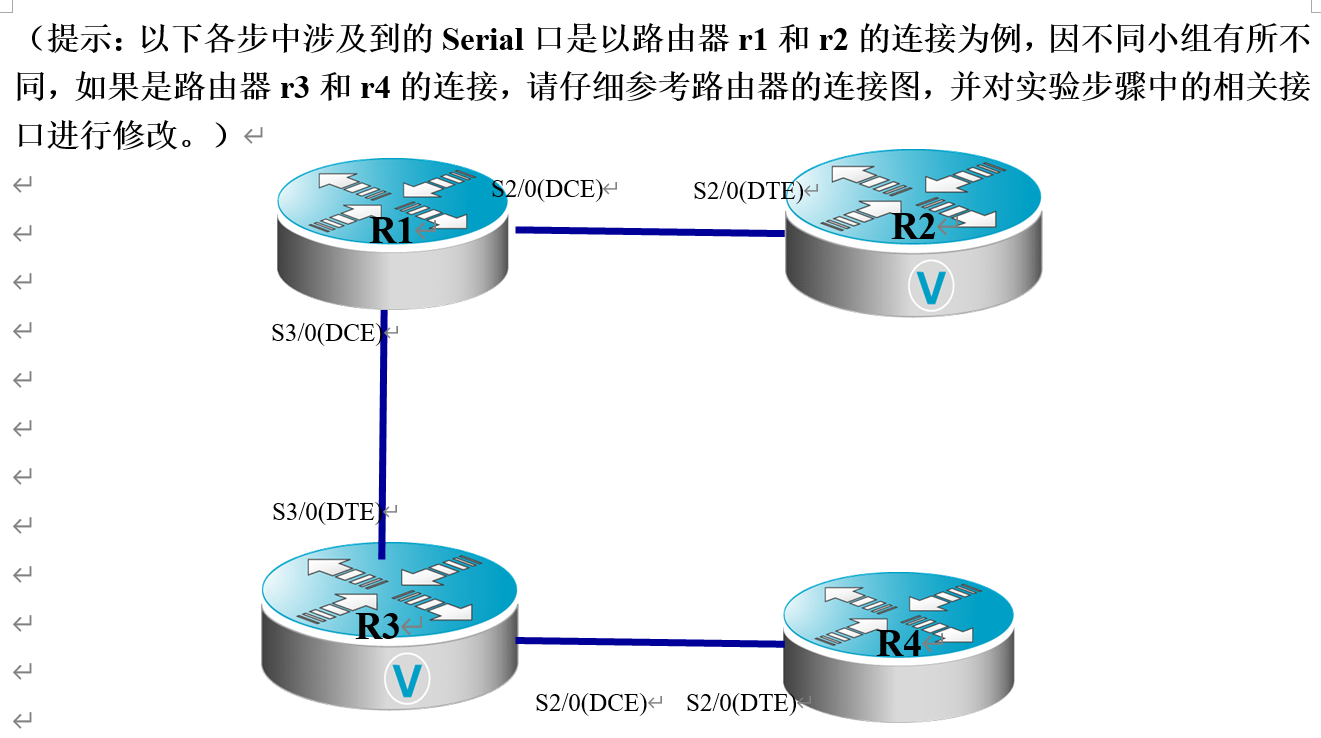 （提示：以下各步中涉及到的 Serial 口是以路由器 r1 和 r2 的连接为例，因不同小组有所不
同，如果是路由器 r3 和 r4 的连接，请仔细参考路由器的连接图，并对实验步骤中的相关接
口进行修改。）
S2/0(DCE)
S2/0(DTE)
R1
R2
V
S3/0(DCE)
S3/0(DTE)
R3
R4
V
S2/0(DCE)
S2/0(DTE)